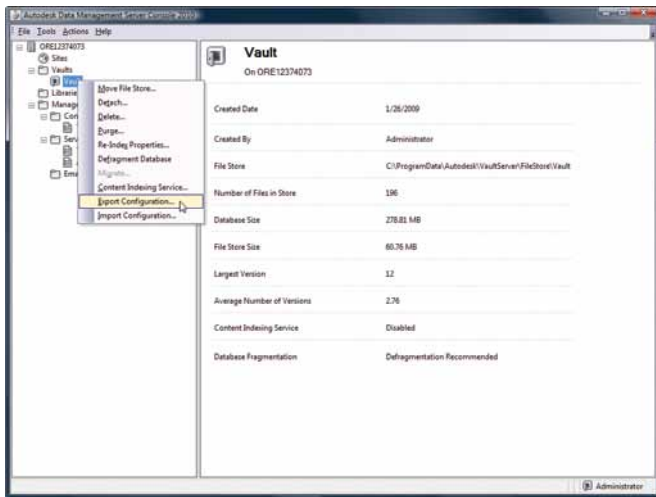 Autodesk Data Management Server Console 2010
File Tools Actions Help
ORE12374073
Sites
Vaults
Vault
Libraries
Move File Store...
Detach...
Delete...
Purge...
Re-Index Properties...
Defragment Database
Migrate...
Content Indexing Service...
Export Configuration...
Import Configuration...
Vault
On ORE12374073
Created Date 1/26/2009
Created By Administrator
File Store C:\ProgramData\Autodesk\VaultServer\FileStore\Vault
Number of Files in Store 196
Database Size 278.81 MB
File Store Size 60.76 MB
Largest Version 12
Average Number of Versions 2.76
Content Indexing Service Disabled
Database Fragmentation Defragmentation Recommended
Administrator